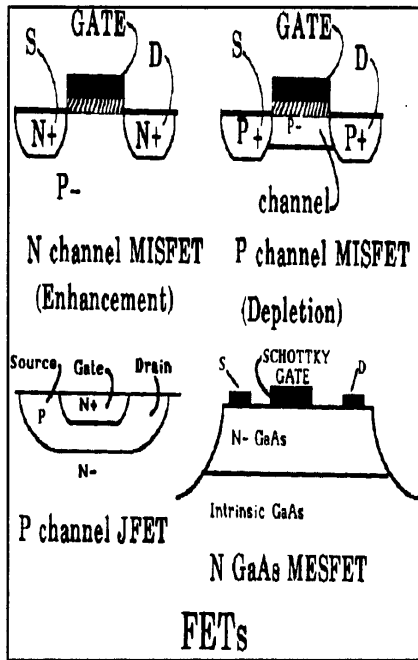 GATE
S
D
N+
N+
P-
N channel MISFET
(Enhancement)
GATE
S
D
P+
P-
P+
channel
P channel MISFET
(Depletion)
Source
Gate
Drain
P
N+
N-
P channel JFET
SCHOTTKY
GATE
S
D
N- GaAs
Intrinsic GaAs
N GaAs MESFET
FETs